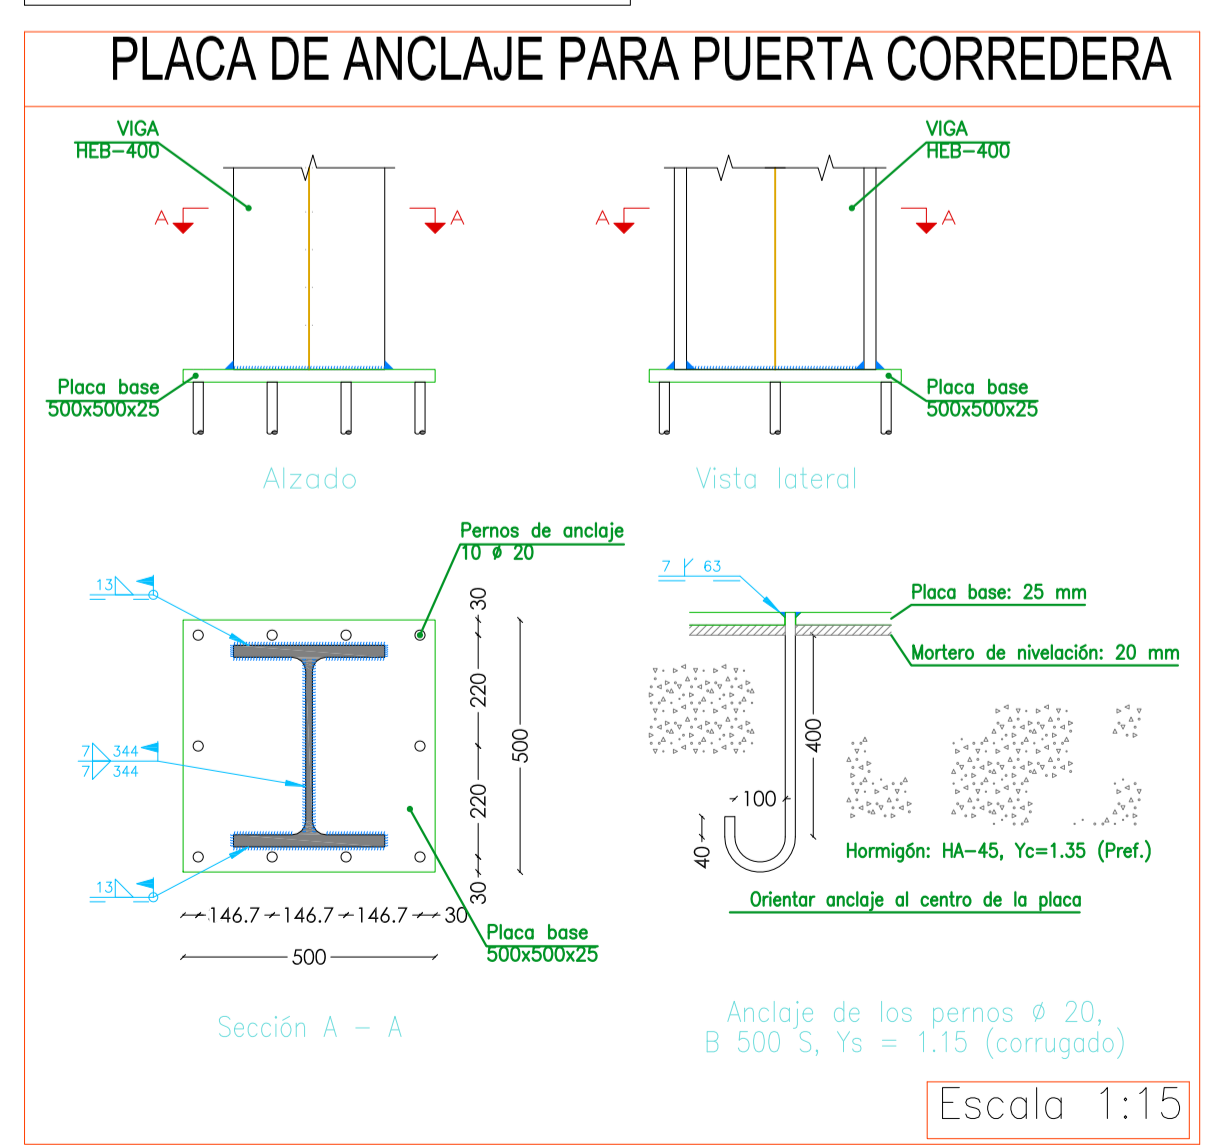 PLACA DE ANCLAJE PARA PUERTA CORREDERA
VIGA
HEB-400
A
A
Placa base
500x500x25
Alzado
VIGA
HEB-400
A
A
Placa base
500x500x25
Vista lateral
Pernos de anclaje
10 ø 20
13
7 344
7 344
13
30
220
220
30
500
146.7
146.7
146.7
30
500
Placa base
500x500x25
Sección A - A
7 63
Placa base: 25 mm
Mortero de nivelación: 20 mm
400
100
40
Hormigón: HA-45, Yc=1.35 (Pref.)
Orientar anclaje al centro de la placa
Anclaje de los pernos ø 20,
B 500 S, Ys = 1.15 (corrugado)
Escala 1:15